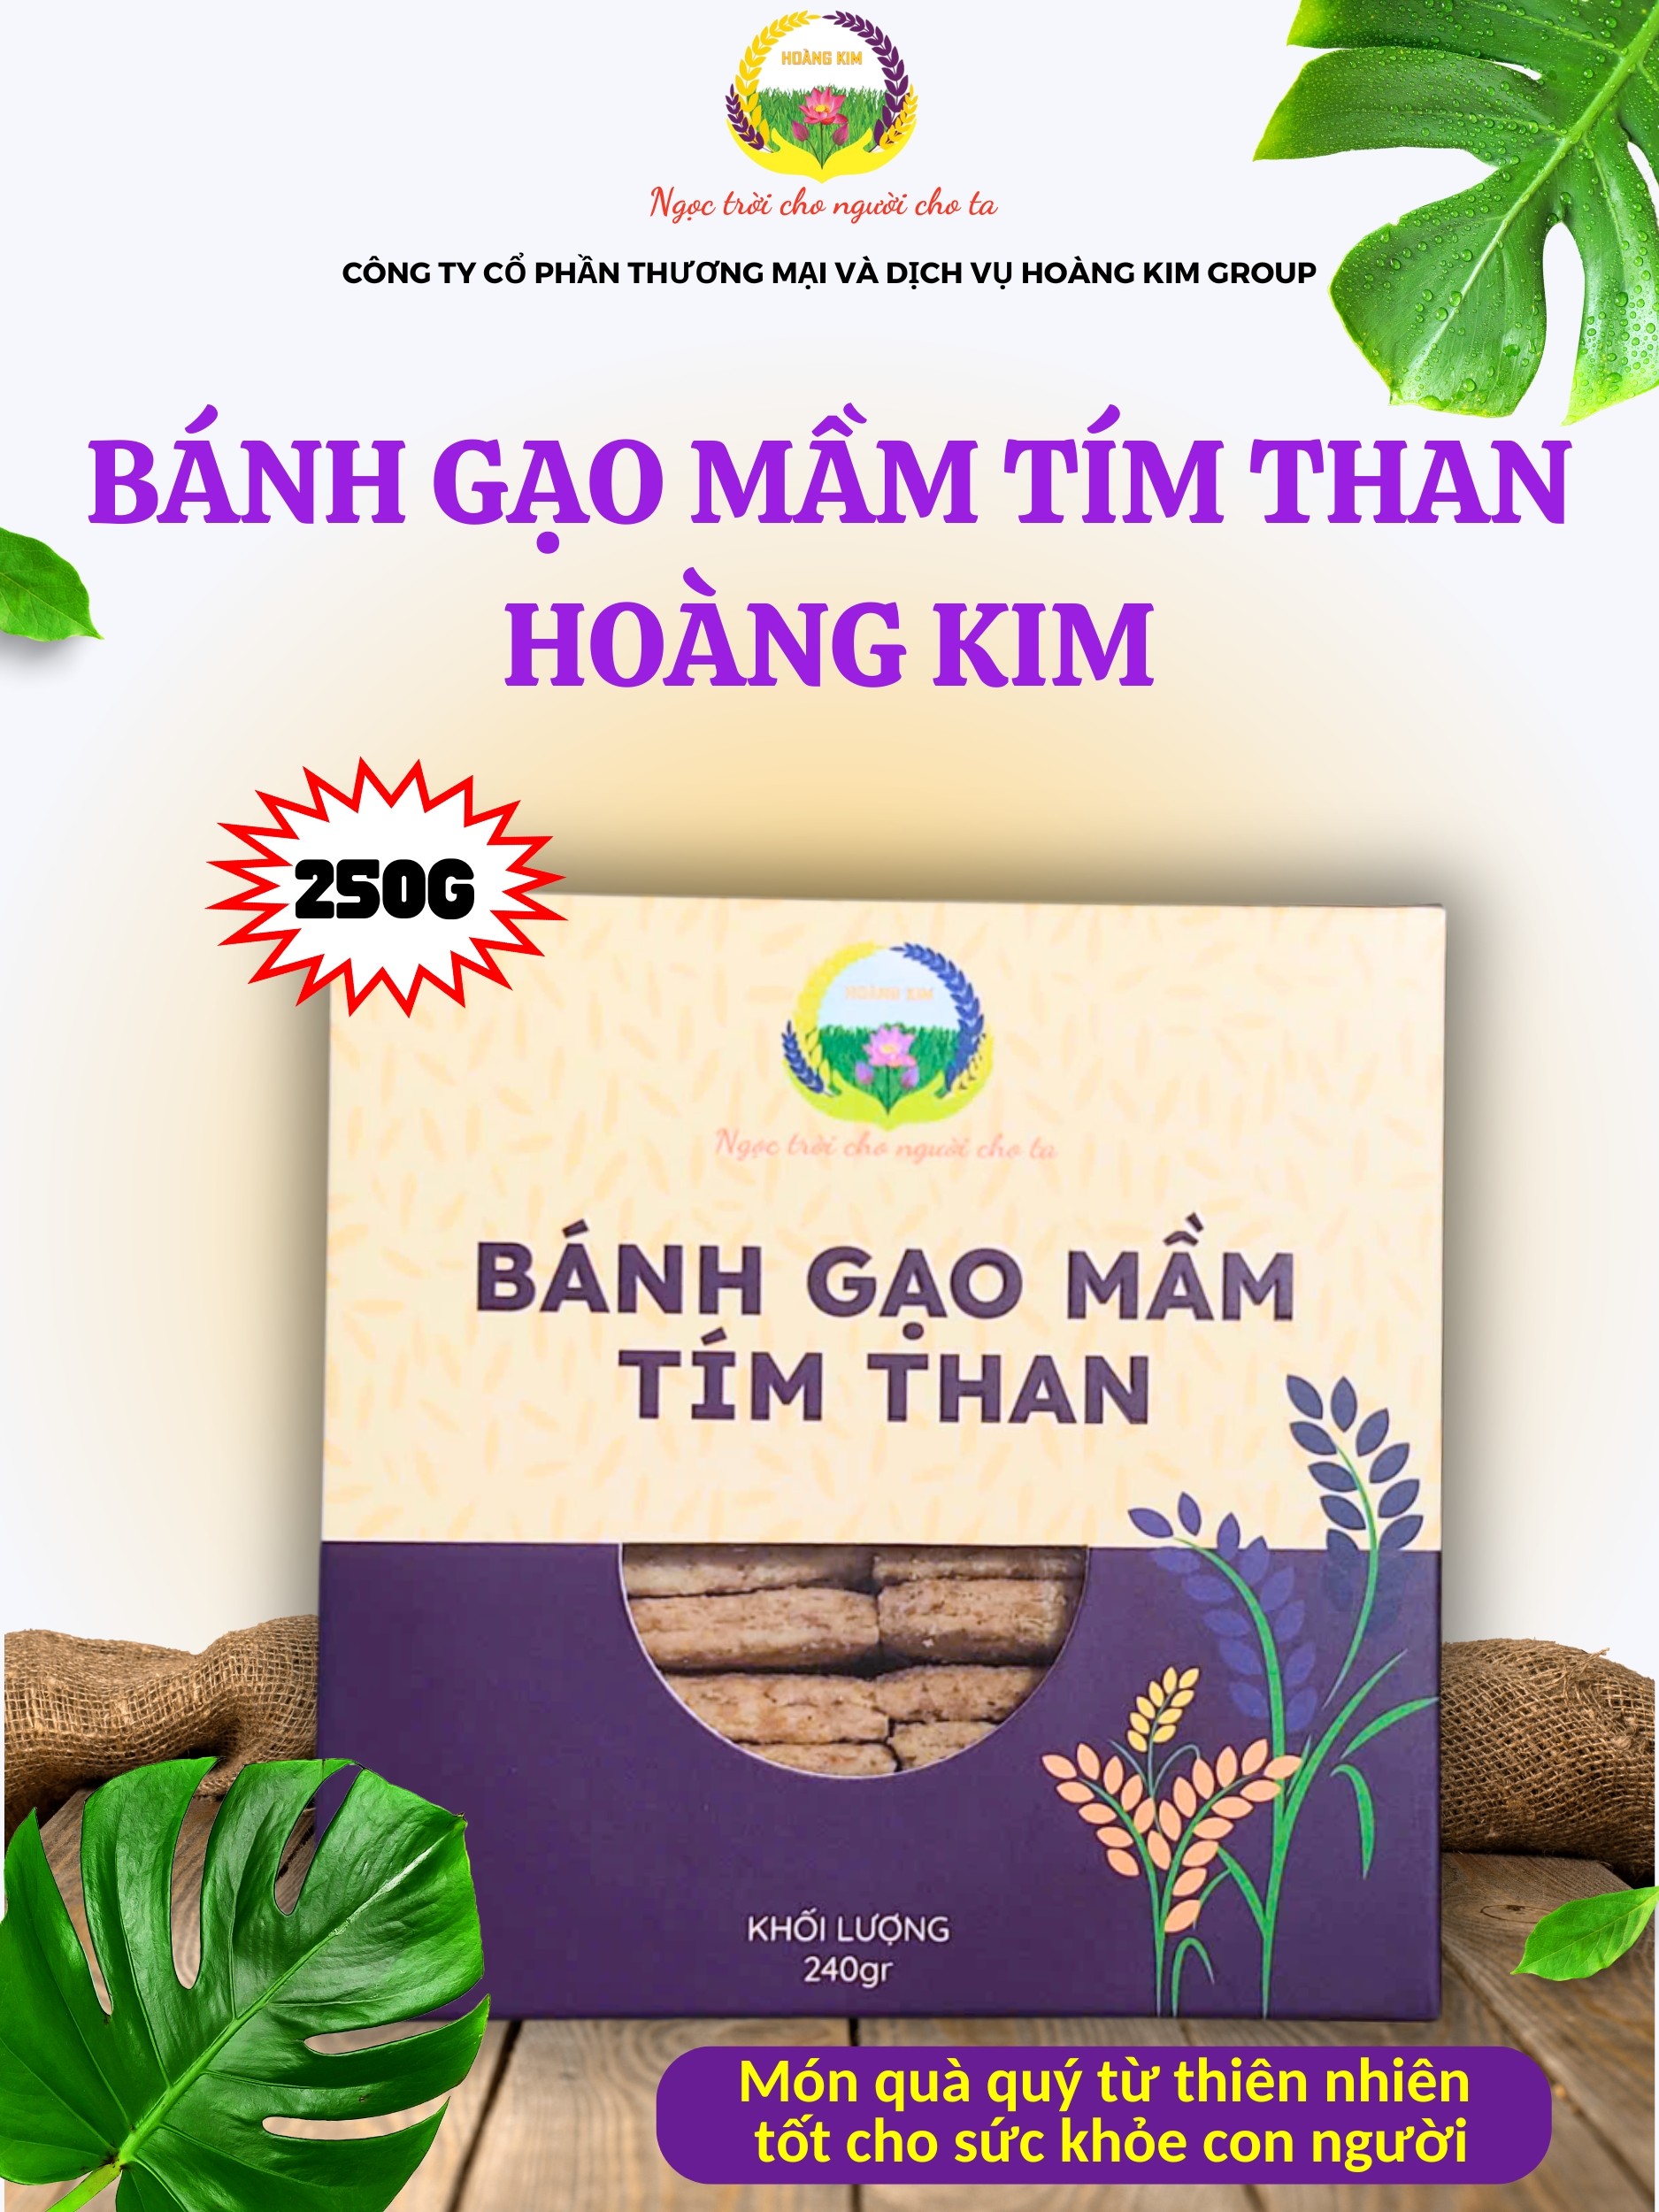 HOÀNG KIM
Ngọc trời cho người cho ta
CÔNG TY CỔ PHẦN THƯƠNG MẠI VÀ DỊCH VỤ HOÀNG KIM GROUP
BÁNH GẠO MẦM TÍM THAN
HOÀNG KIM
250G
HOÀNG KIM
Ngọc trời cho người cho ta
BÁNH GẠO MẦM
TÍM THAN
KHỐI LƯỢNG
240gr
Món quà quý từ thiên nhiên
tốt cho sức khỏe con người